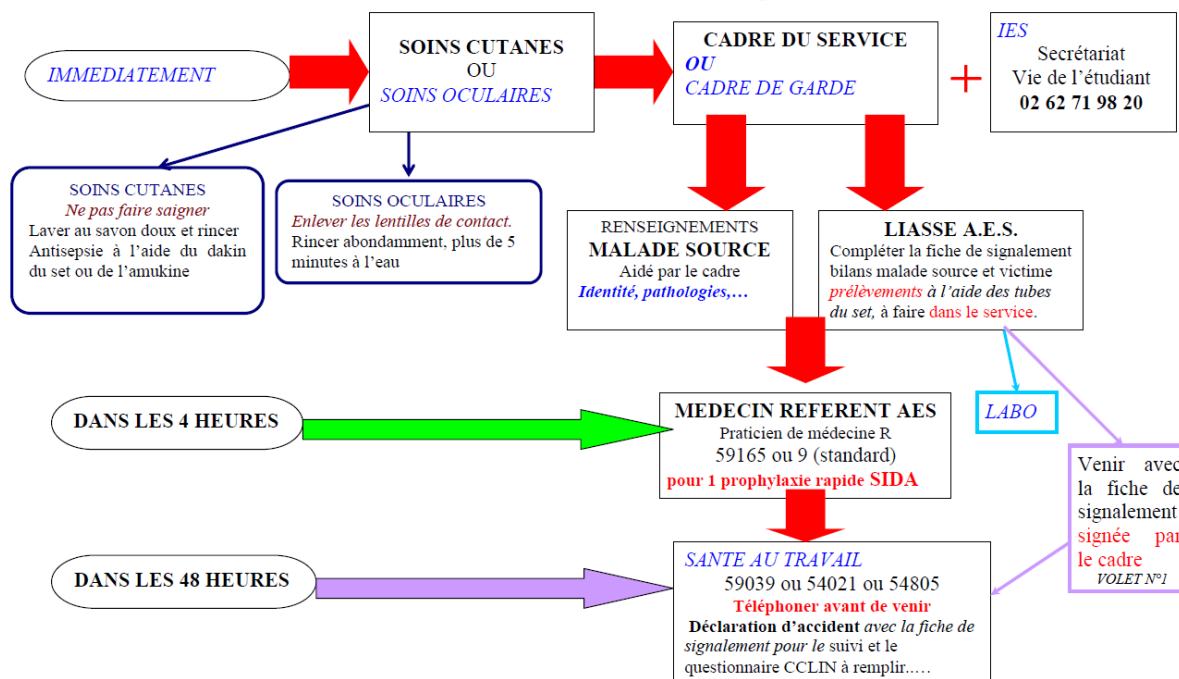 IMMEDIATEMENT
SOINS CUTANES
OU
SOINS OCULAIRES
CADRE DU SERVICE
OU
CADRE DE GARDE
+
IES
Secrétariat
Vie de l’étudiant
02 62 71 98 20
SOINS CUTANES
Ne pas faire saigner
Laver au savon doux et rincer
Antisepsie à l’aide du dakin
du set ou de l’amukine
SOINS OCULAIRES
Enlever les lentilles de contact.
Rincer abondamment, plus de 5
minutes à l’eau
RENSEIGNEMENTS
MALADE SOURCE
Aidé par le cadre
Identité, pathologies,…
LIASSE A.E.S.
Compléter la fiche de signalement
bilans malade source et victime
prélèvements à l’aide des tubes
du set, à faire dans le service.
DANS LES 4 HEURES
MEDECIN REFERENT AES
Praticien de médecine R
59165 ou 9 (standard)
pour 1 prophylaxie rapide SIDA
LABO
Venir avec
la fiche de
signalement
signée par
le cadre
VOLET N°1
DANS LES 48 HEURES
SANTE AU TRAVAIL
59039 ou 54021 ou 54805
Téléphoner avant de venir
Déclaration d’accident avec la fiche de
signalement pour le suivi et le
questionnaire CCLIN à remplir.….